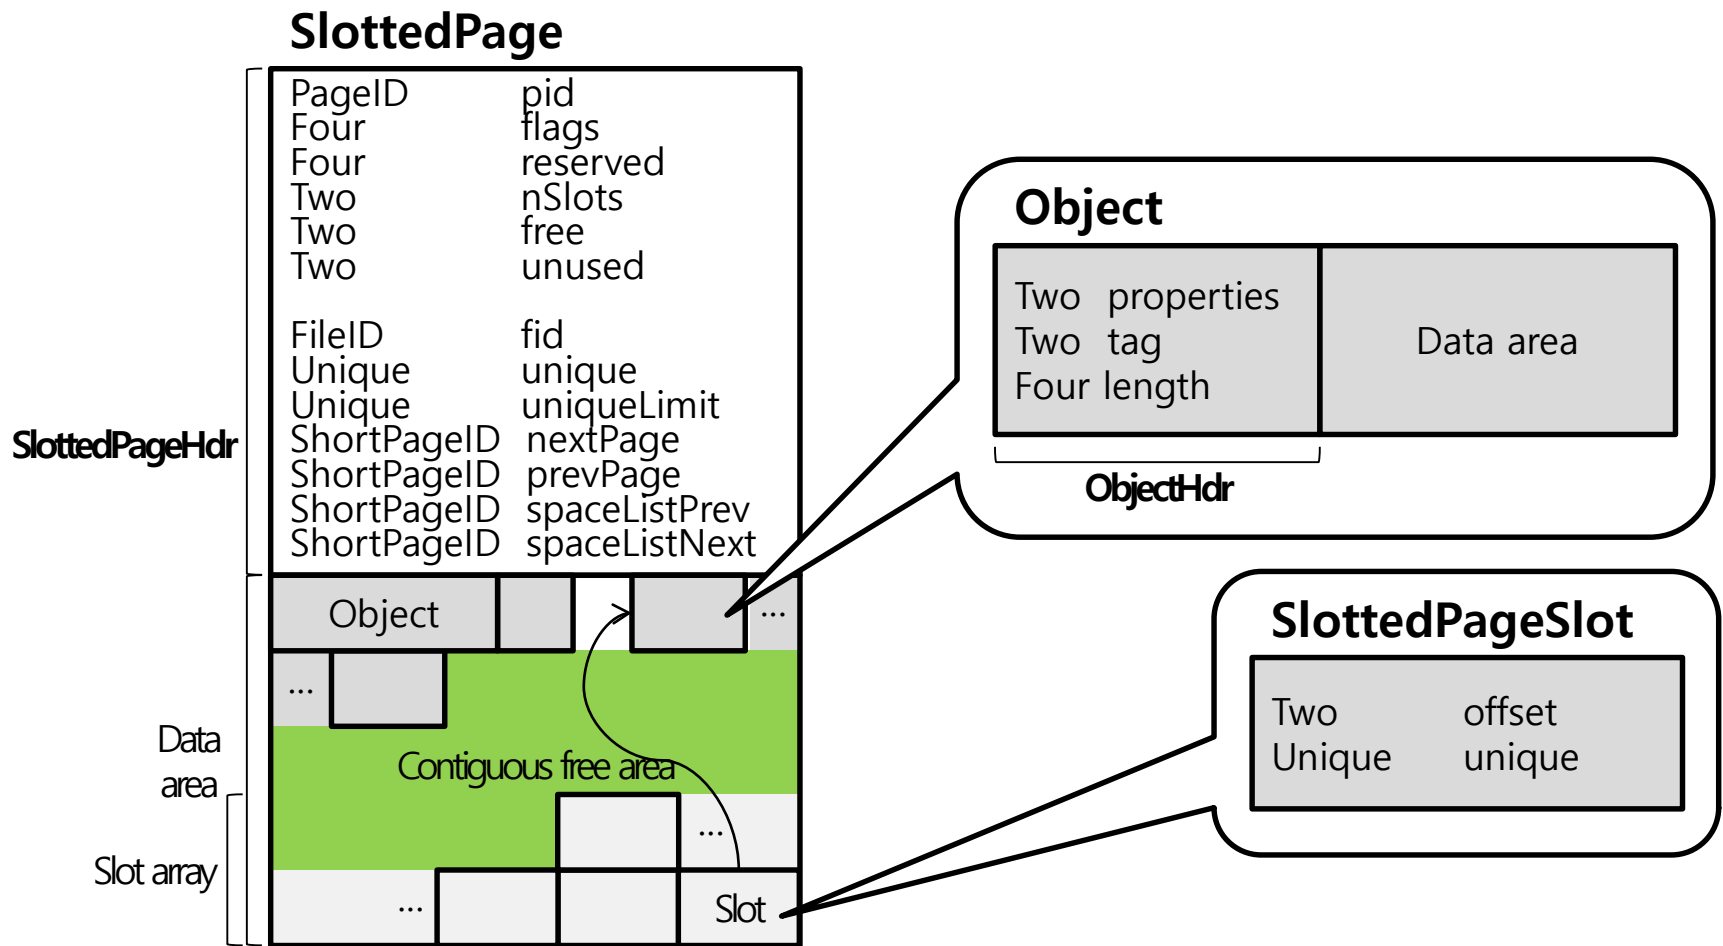 SlottedPage
PageID pid
Four flags
Four reserved
Two nSlots
Two free
Two unused
FileID fid
Unique unique
Unique uniqueLimit
ShortPageID nextPage
ShortPageID prevPage
ShortPageID spaceListPrev
ShortPageID spaceListNext
SlottedPageHdr
Object
...
...
Contiguous free area
...
... Slot
Data
area
Slot array
Object
Two properties
Two tag
Four length
Data area
ObjectHdr
SlottedPageSlot
Two offset
Unique unique